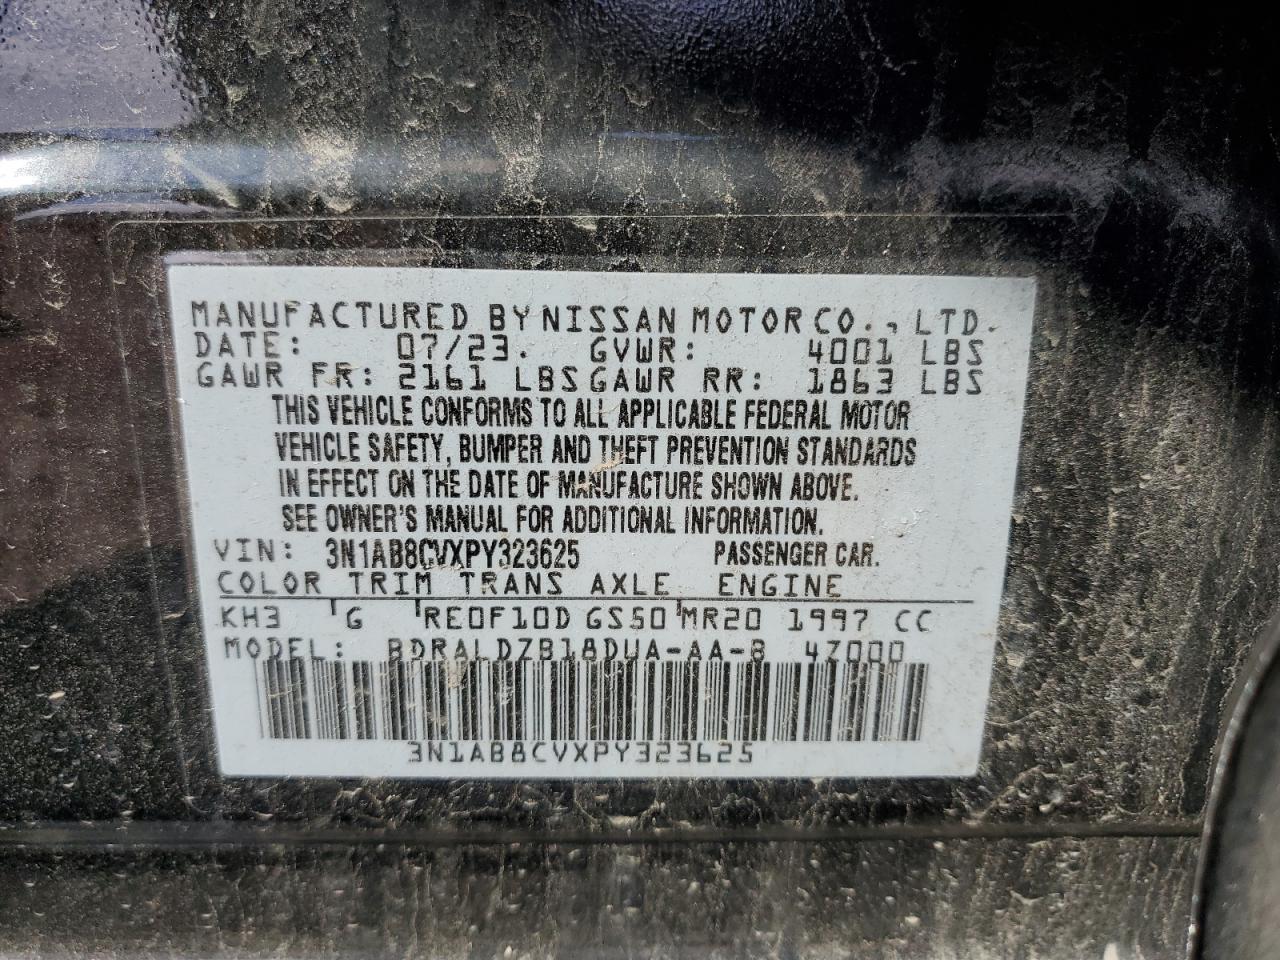 MANUFACTURED BY NISSAN MOTOR CO., LTD.
DATE: 07/23. GVWR: 4001 LBS
GAWR FR: 2161 LBS GAWR RR: 1863 LBS
THIS VEHICLE CONFORMS TO ALL APPLICABLE FEDERAL MOTOR
VEHICLE SAFETY, BUMPER AND THEFT PREVENTION STANDARDS
IN EFFECT ON THE DATE OF MANUFACTURE SHOWN ABOVE.
SEE OWNER'S MANUAL FOR ADDITIONAL INFORMATION.
VIN: 3N1AB8CVXPY323625 PASSENGER CAR.
COLOR TRIM TRANS AXLE ENGINE
KH3 G RE0F10D GS50 MR20 1997 CC
MODEL: BDRALDZB18DUA-AA-8 47000
3N1AB8CVXPY323625